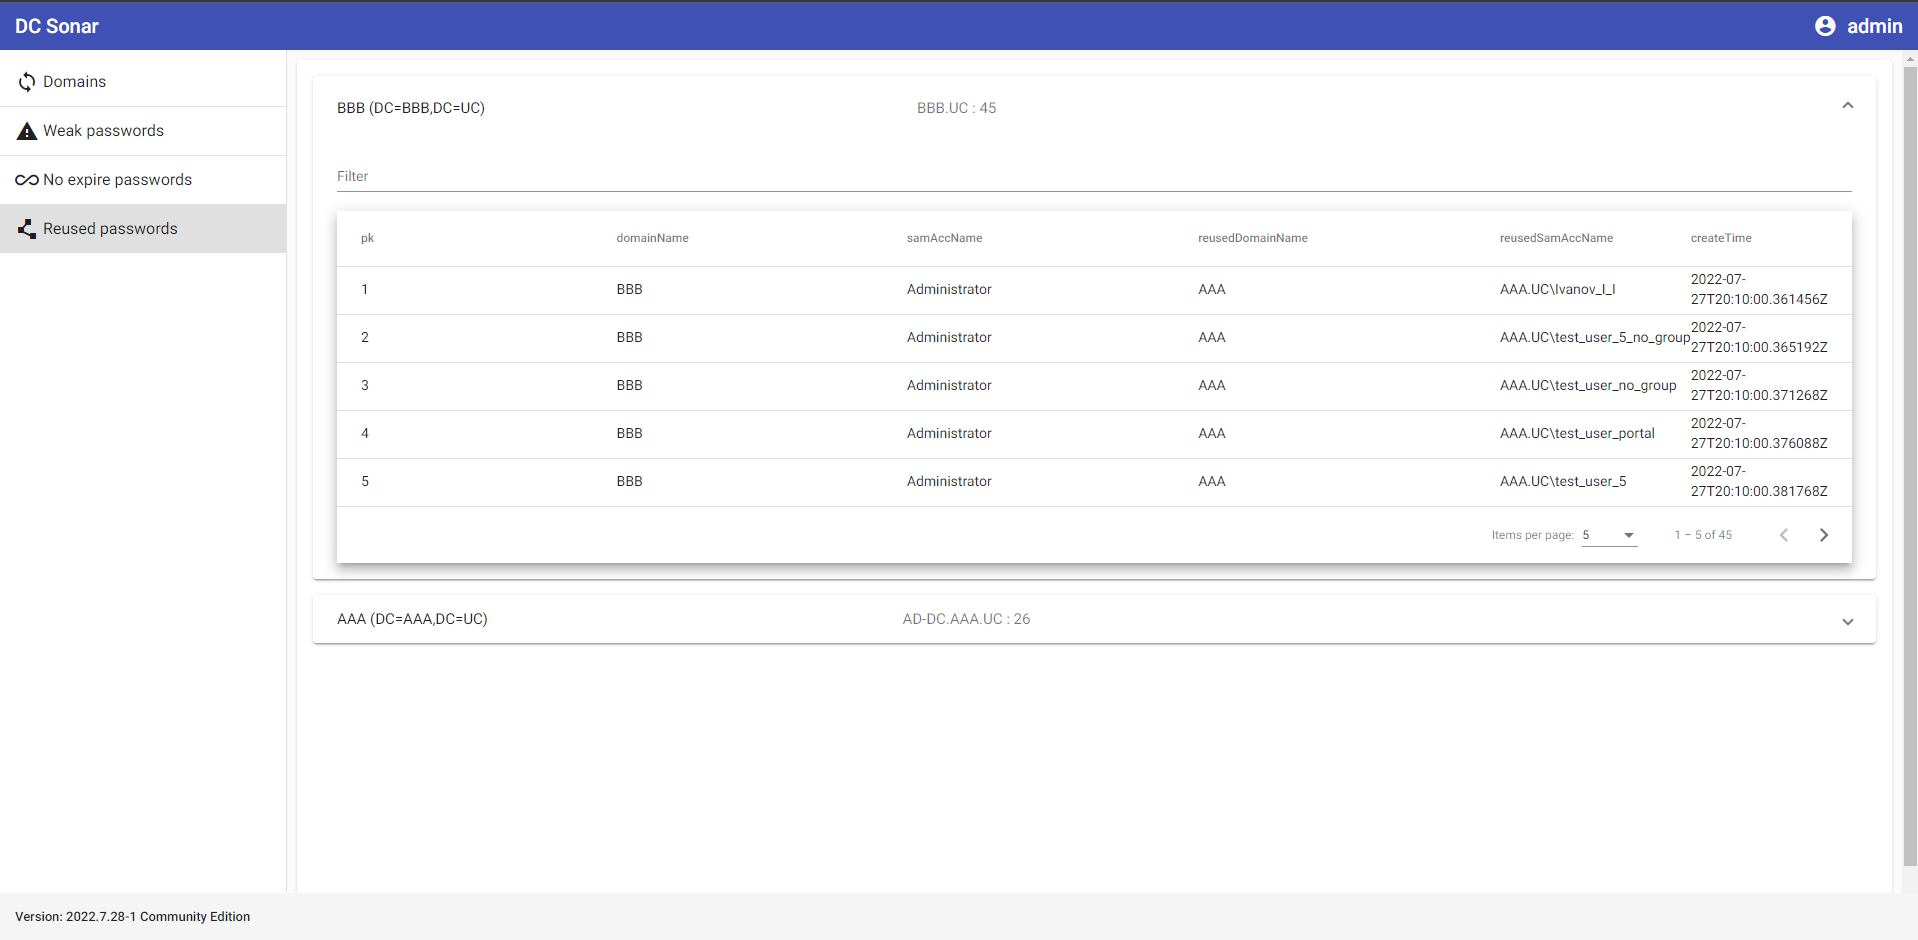 DC Sonar
admin
Domains
Weak passwords
No expire passwords
Reused passwords
BBB (DC=BBB,DC=UC) BBB.UC : 45
Filter
pk domainName samAccName reusedDomainName reusedSamAccName createTime
1 BBB Administrator AAA AAA.UC\Ivanov_I_I 2022-07-
27T20:10:00.361456Z
2 BBB Administrator AAA AAA.UC\test_user_5_no_group 2022-07-
27T20:10:00.365192Z
3 BBB Administrator AAA AAA.UC\test_user_no_group 2022-07-
27T20:10:00.371268Z
4 BBB Administrator AAA AAA.UC\test_user_portal 2022-07-
27T20:10:00.376088Z
5 BBB Administrator AAA AAA.UC\test_user_5 2022-07-
27T20:10:00.381768Z
Items per page: 5 1 – 5 of 45
AAA (DC=AAA,DC=UC) AD-DC.AAA.UC : 26
Version: 2022.7.28-1 Community Edition